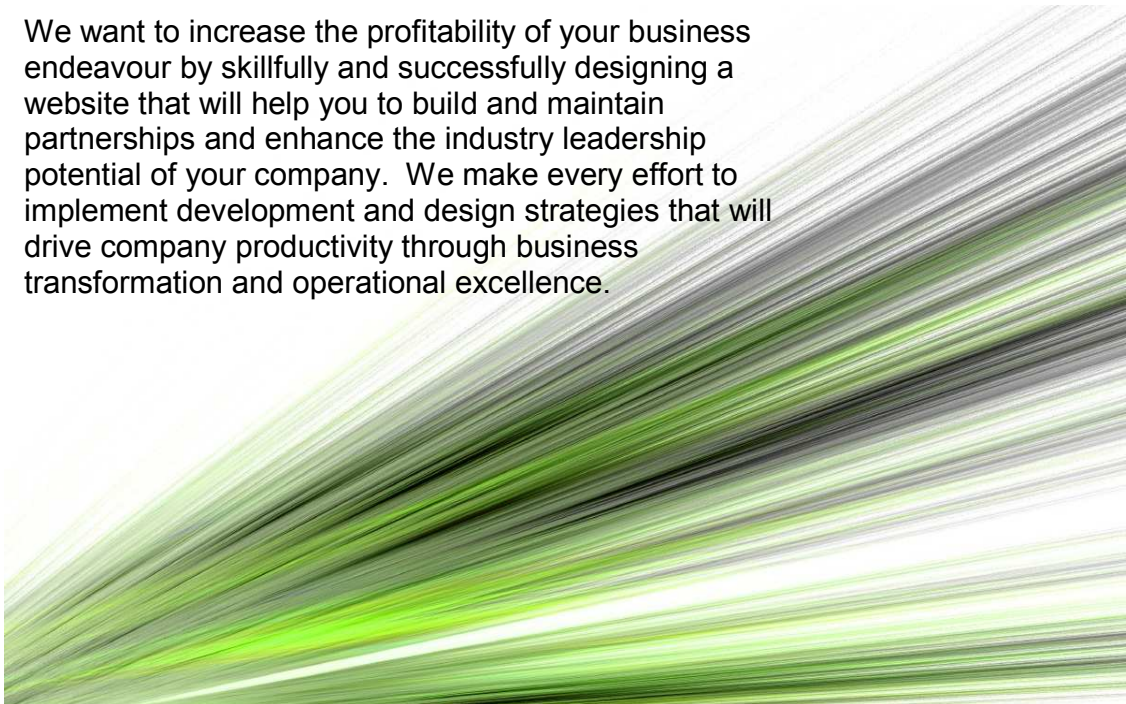 We want to increase the profitability of your business
endeavour by skillfully and successfully designing a
website that will help you to build and maintain
partnerships and enhance the industry leadership
potential of your company.  We make every effort to
implement development and design strategies that will
drive company productivity through business
transformation and operational excellence.